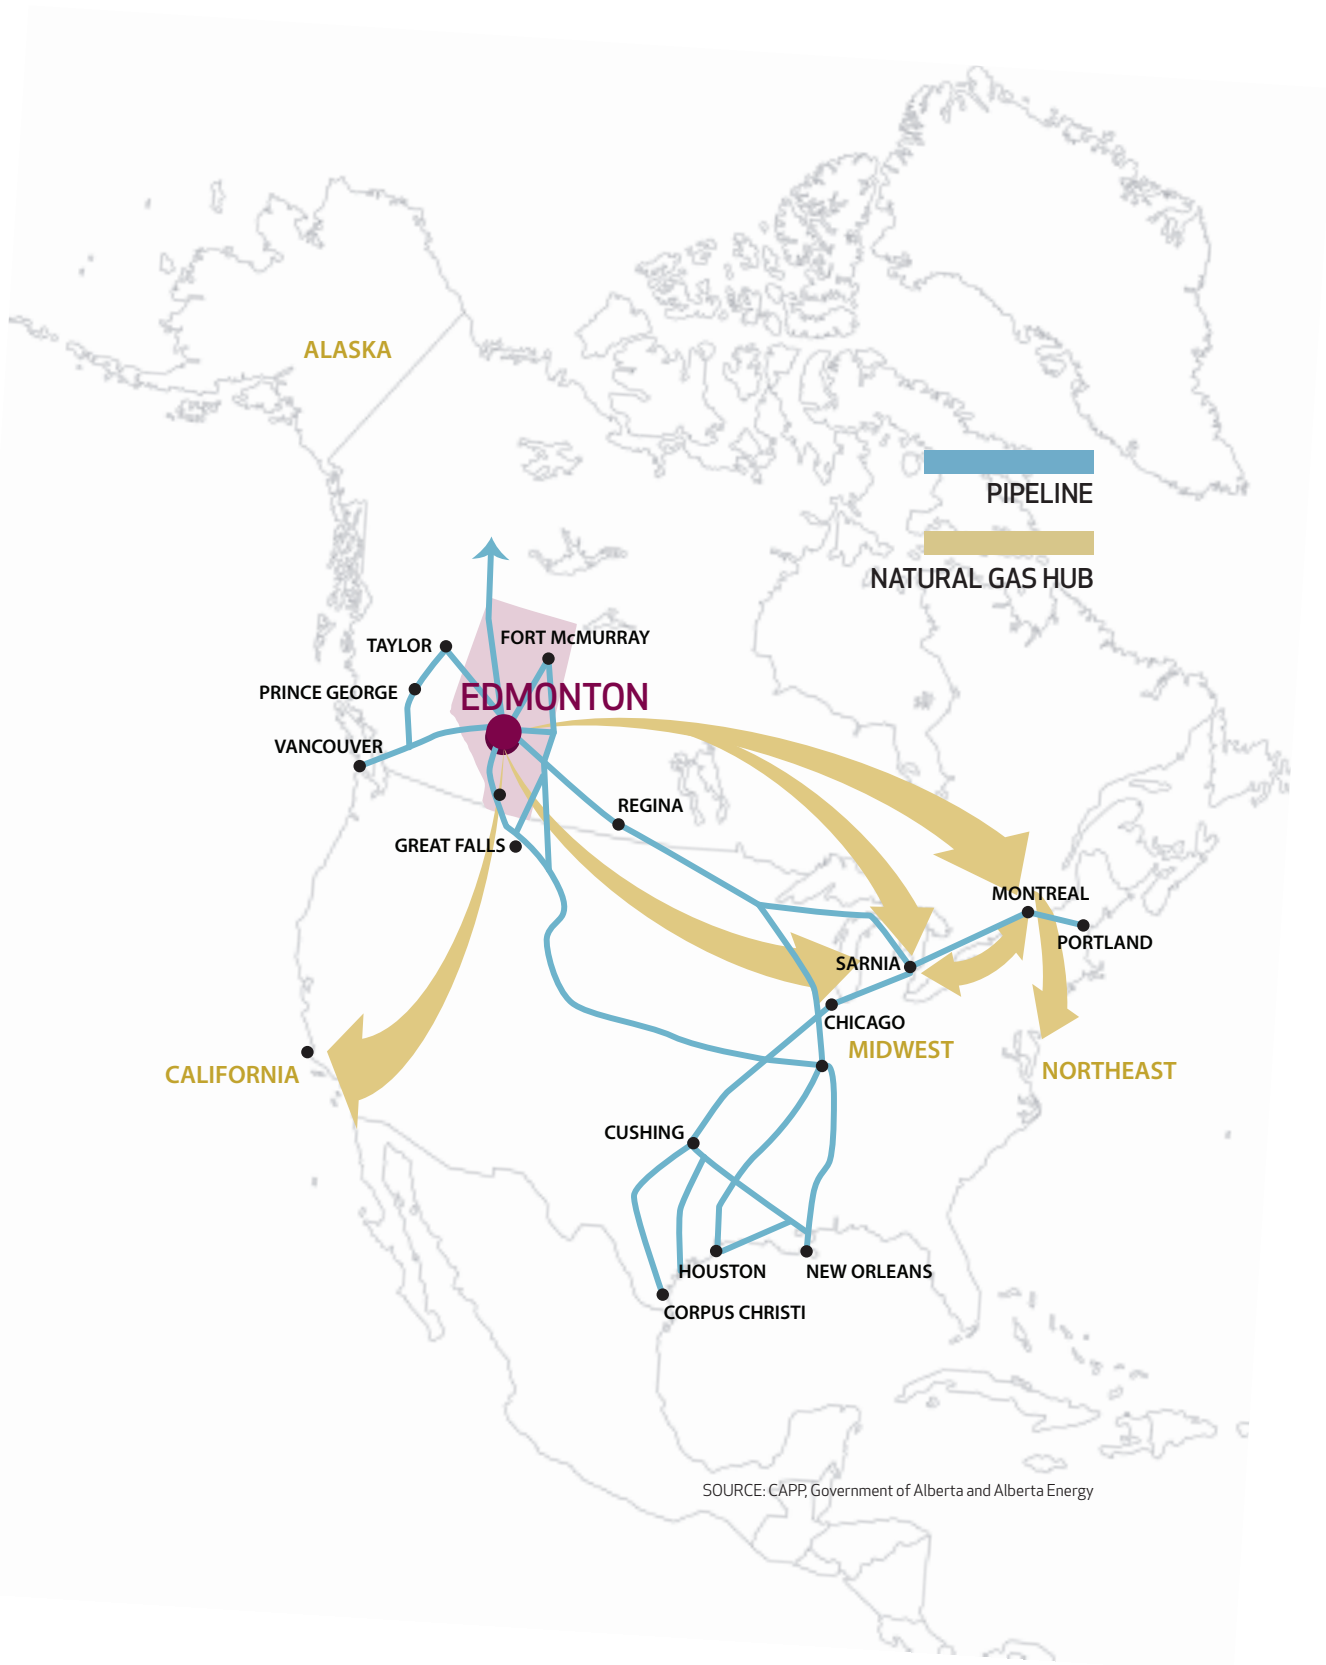 ALASKA
PIPELINE
NATURAL GAS HUB
TAYLOR
FORT McMURRAY
PRINCE GEORGE
EDMONTON
VANCOUVER
REGINA
GREAT FALLS
MONTREAL
PORTLAND
SARNIA
CHICAGO
MIDWEST
CALIFORNIA
NORTHEAST
CUSHING
HOUSTON
NEW ORLEANS
CORPUS CHRISTI
SOURCE: CAPP, Government of Alberta and Alberta Energy